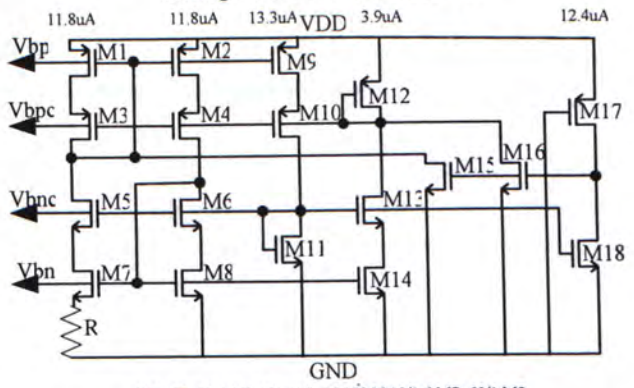 11.8uA 11.8uA 13.3uA VDD 3.9uA 12.4uA
Vbp M1 M2 M9
M12 M17
Vbpc M3 M4 M10
M15 M16
Vbnc M5 M6 M13
M11 M18
Vbn M7 M8 M14
R
GND